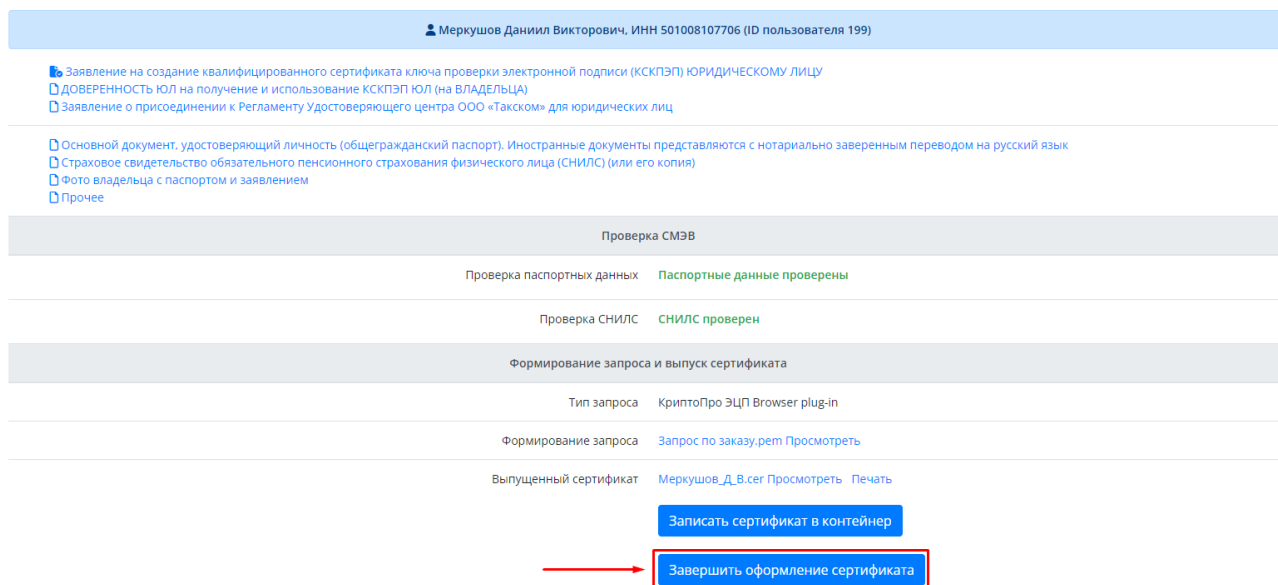 Меркушов Даниил Викторович, ИНН 501008107706 (ID пользователя 199)
Заявление на создание квалифицированного сертификата ключа проверки электронной подписи (КСКПЭП) ЮРИДИЧЕСКОМУ ЛИЦУ
ДОВЕРЕННОСТЬ ЮЛ на получение и использование КСКПЭП ЮЛ (на ВЛАДЕЛЬЦА)
Заявление о присоединении к Регламенту Удостоверяющего центра ООО «Такском» для юридических лиц
Основной документ, удостоверяющий личность (общегражданский паспорт). Иностранные документы представляются с нотариально заверенным переводом на русский язык
Страховое свидетельство обязательного пенсионного страхования физического лица (СНИЛС) (или его копия)
Фото владельца с паспортом и заявлением
Прочее
Проверка СМЭВ
Проверка паспортных данных Паспортные данные проверены
Проверка СНИЛС СНИЛС проверен
Формирование запроса и выпуск сертификата
Тип запроса КриптоПро ЭЦП Browser plug-in
Формирование запроса Запрос по заказу.pem Просмотреть
Выпущенный сертификат Меркушов_Д_В.cer Просмотреть Печать
Записать сертификат в контейнер
Завершить оформление сертификата